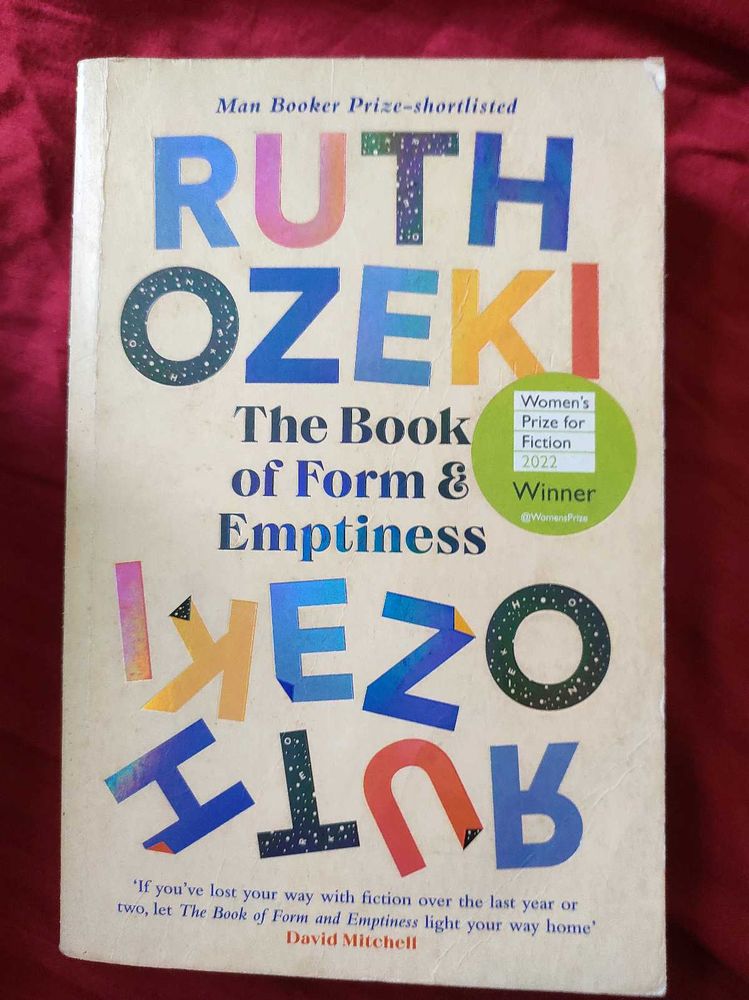 Man Booker Prize-shortlisted
RUTH
OZEKI
The Book
of Form &
Emptiness
Women's
Prize for
Fiction
2022
Winner
@WomensPrize
IKEZO
HTUR
'If you've lost your way with fiction over the last year or
two, let The Book of Form and Emptiness light your way home'
David Mitchell